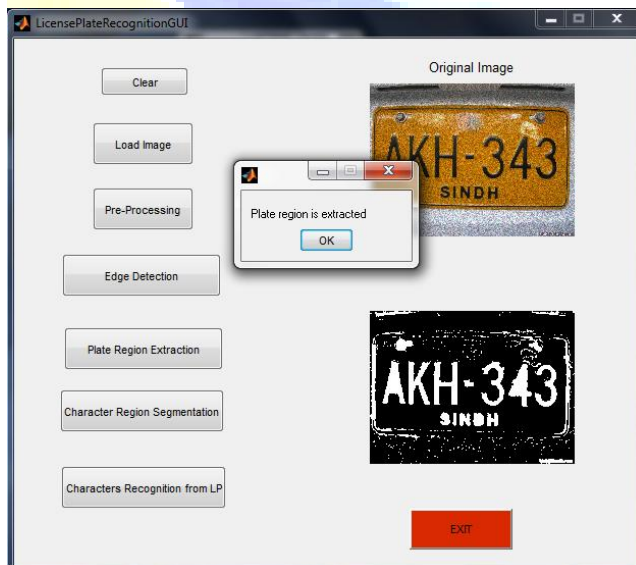 LicensePlateRecognitionGUI
Clear
Load Image
Pre-Processing
Edge Detection
Plate Region Extraction
Character Region Segmentation
Characters Recognition from LP
Original Image
AKH-343
SINDH
Plate region is extracted
OK
AKH-343
SINDH
EXIT